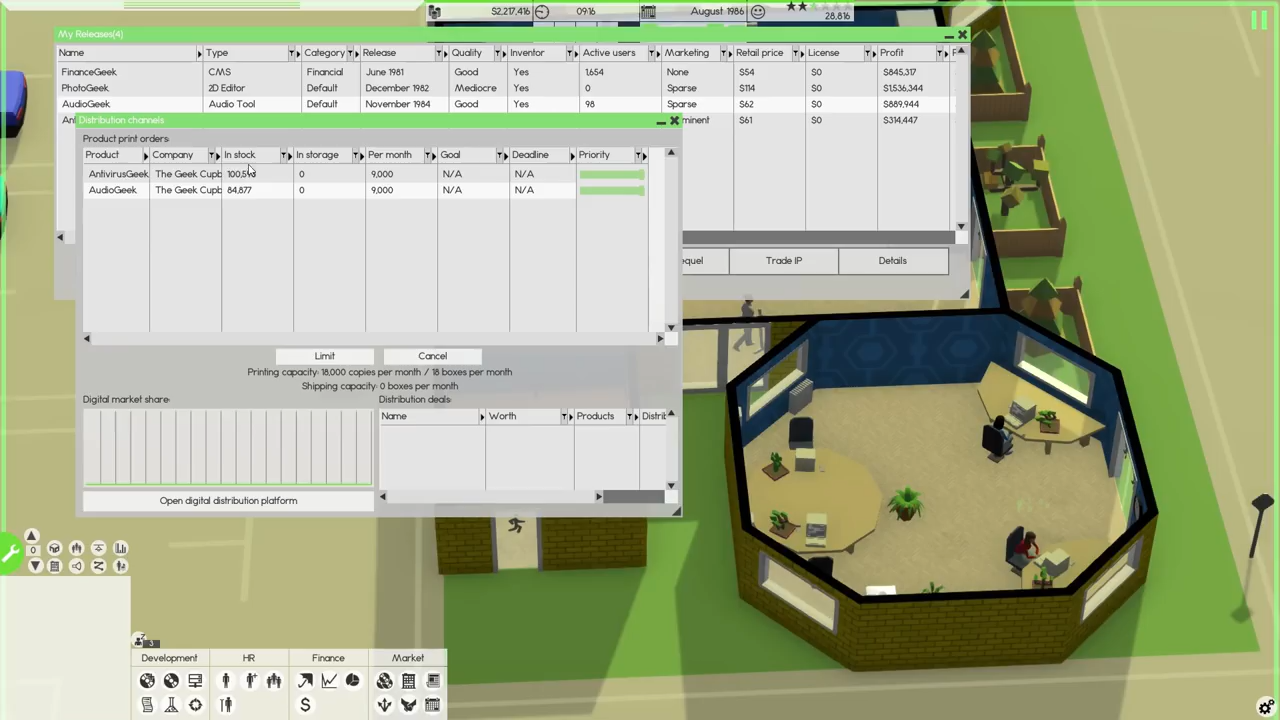 $2,217,416 09:16 August 1986 28,816
My Releases(4)
Name Type Category Release Quality Inventor Active users Marketing Retail price License Profit
FinanceGeek CMS Financial June 1981 Good Yes 1,654 None $54 $0 $845,317
PhotoGeek 2D Editor Default December 1982 Mediocre Yes 0 Sparse $114 $0 $1,536,344
AudioGeek Audio Tool Default November 1984 Good Yes 98 Sparse $62 $0 $889,944
$61 $0 $314,447
Distribution channels
Product print orders:
Product Company In stock In storage Per month Goal Deadline Priority
AntivirusGeek The Geek Cupb 0 9,000 N/A N/A
AudioGeek The Geek Cupb 84,877 0 9,000 N/A N/A
Trade IP Details
Limit Cancel
Printing capacity: 18,000 copies per month / 18 boxes per month
Shipping capacity: 0 boxes per month
Digital market share: Distribution deals:
Name Worth Products Distrib
Open digital distribution platform
0
Development HR Finance Market